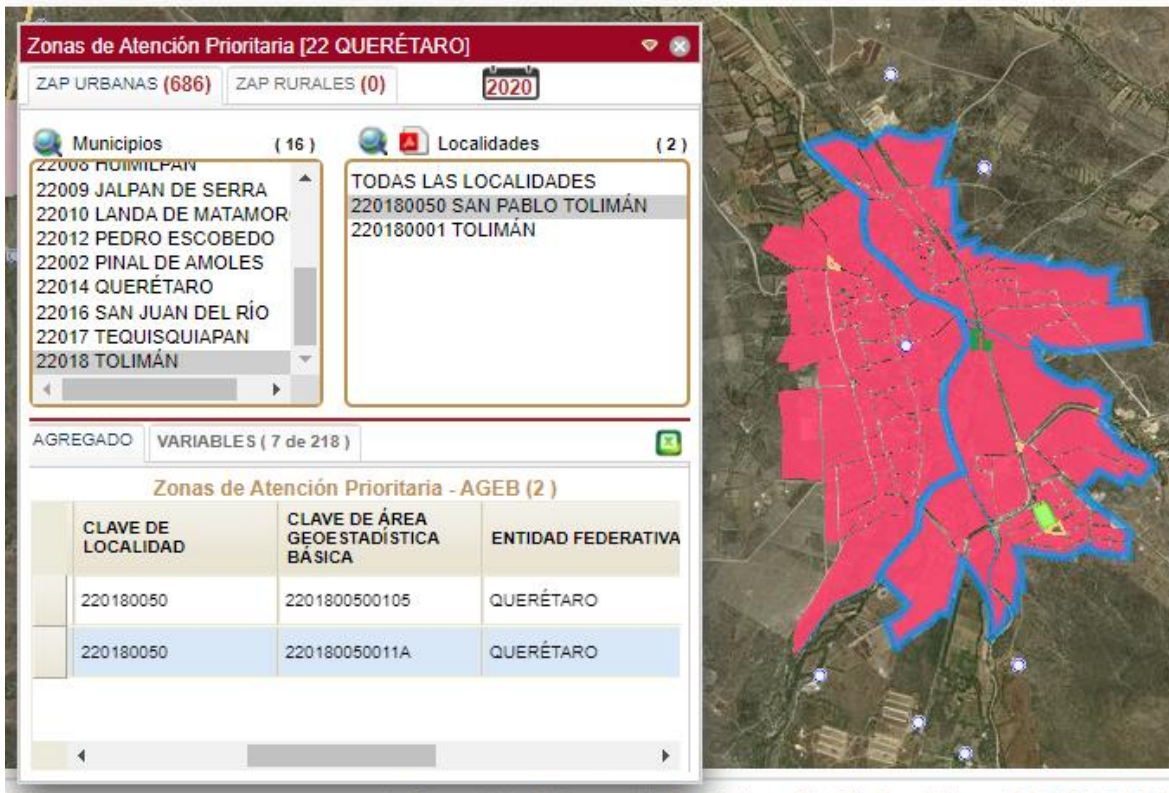 Zonas de Atención Prioritaria [22 QUERÉTARO]
ZAP URBANAS (686)
ZAP RURALES (0)
2020
Municipios ( 16 )
22008 HUIMILPAN
22009 JALPAN DE SERRA
22010 LANDA DE MATAMOR
22012 PEDRO ESCOBEDO
22002 PINAL DE AMOLES
22014 QUERÉTARO
22016 SAN JUAN DEL RÍO
22017 TEQUISQUIAPAN
22018 TOLIMÁN
Localidades ( 2 )
TODAS LAS LOCALIDADES
220180050 SAN PABLO TOLIMÁN
220180001 TOLIMÁN
AGREGADO
VARIABLES ( 7 de 218 )
Zonas de Atención Prioritaria - AGEB (2 )
CLAVE DE
LOCALIDAD
CLAVE DE ÁREA
GEOESTADÍSTICA
BÁSICA
ENTIDAD FEDERATIVA
220180050 2201800500105 QUERÉTARO
220180050 220180050011A QUERÉTARO